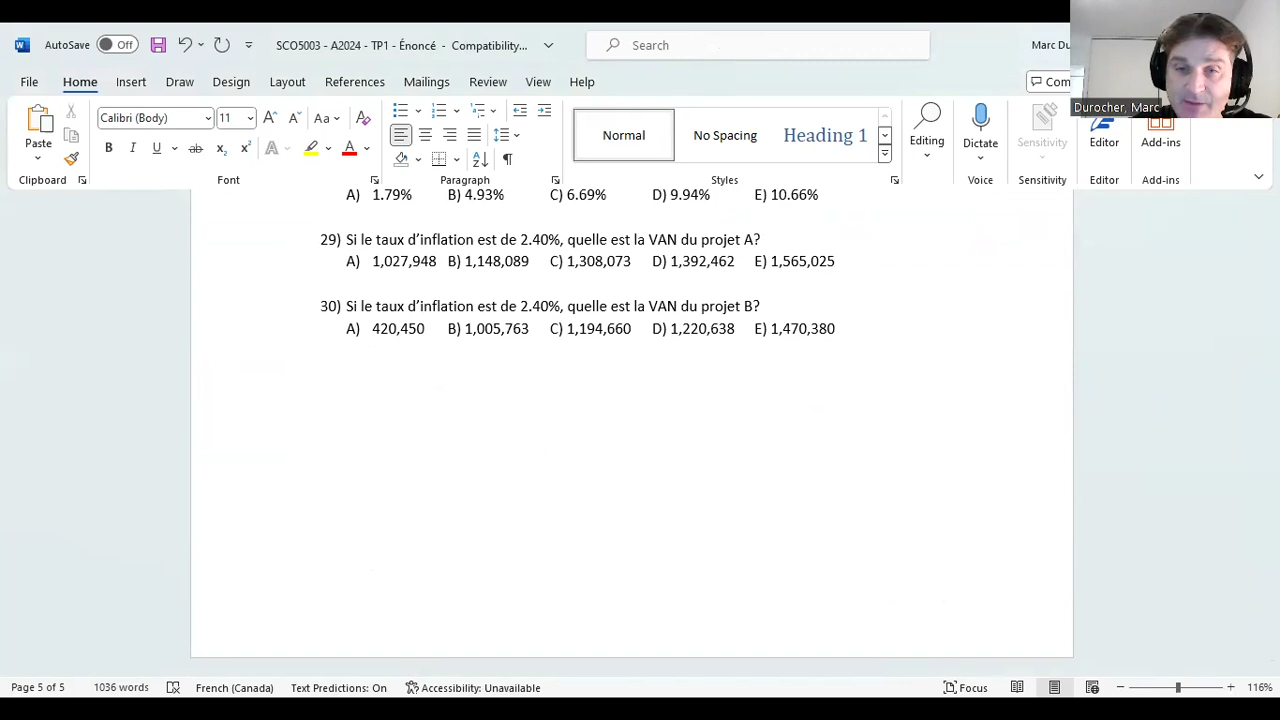 AutoSave Off SCO5003 - A2024 - TP1 - Énoncé - Compatibility... Search Marc Du
File Home Insert Draw Design Layout References Mailings Review View Help Com
Durocher, Marc
Paste Calibri (Body) 11 Aa Normal No Spacing Heading 1 Editing Dictate Sensitivity Editor Add-ins
B I U ab x₂ x² A A
Clipboard Font Paragraph Styles Voice Sensitivity Editor Add-ins
A) 1.79% B) 4.93% C) 6.69% D) 9.94% E) 10.66%
29) Si le taux d’inflation est de 2.40%, quelle est la VAN du projet A?
A) 1,027,948 B) 1,148,089 C) 1,308,073 D) 1,392,462 E) 1,565,025
30) Si le taux d’inflation est de 2.40%, quelle est la VAN du projet B?
A) 420,450 B) 1,005,763 C) 1,194,660 D) 1,220,638 E) 1,470,380
Page 5 of 5 1036 words French (Canada) Text Predictions: On Accessibility: Unavailable Focus 116%